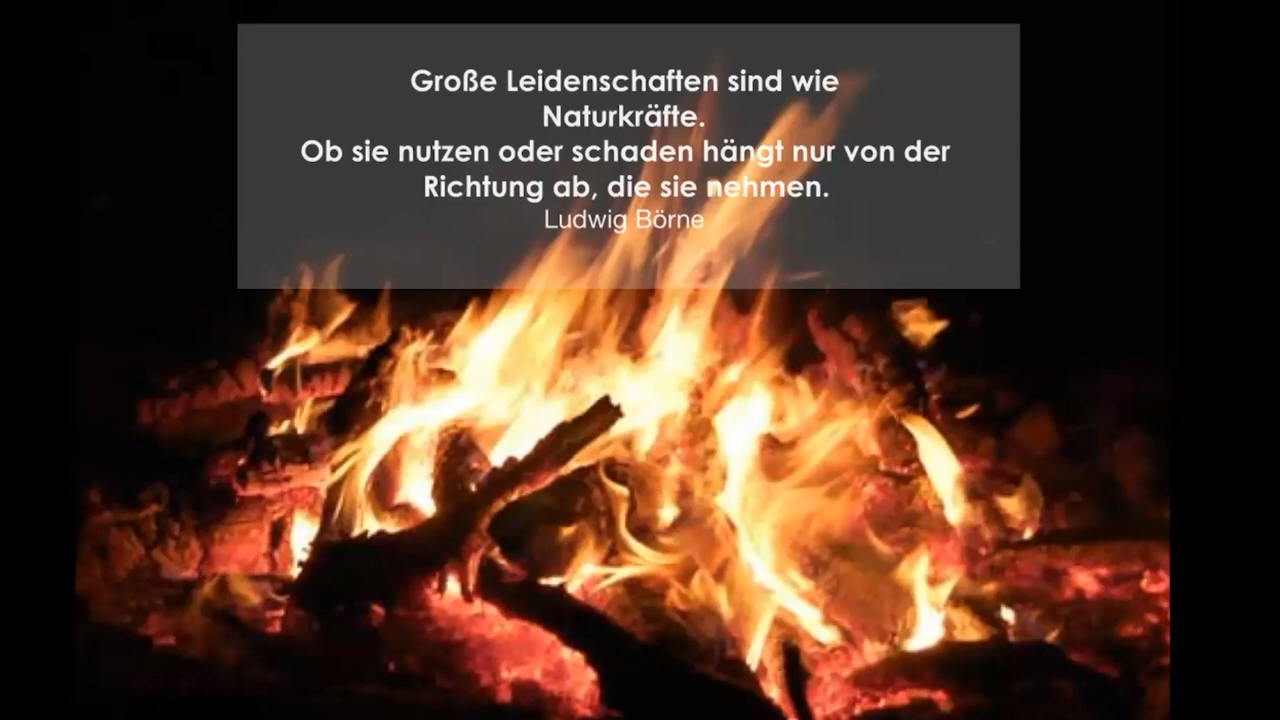 Große Leidenschaften sind wie
Naturkräfte.
Ob sie nutzen oder schaden hängt nur von der
Richtung ab, die sie nehmen.
Ludwig Börne